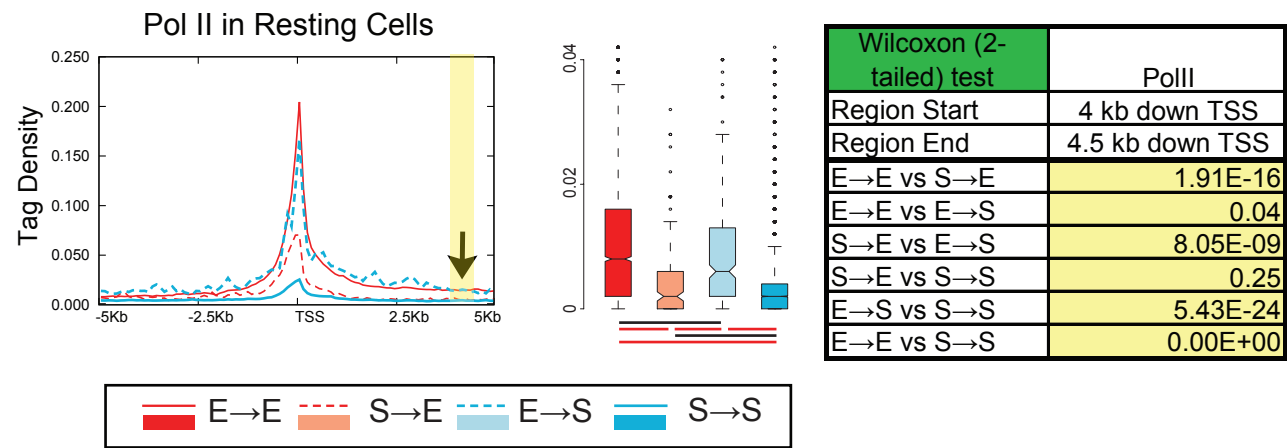 Pol II in Resting Cells
Tag Density
0.250
0.200
0.150
0.100
0.050
0.000
-5Kb
-2.5Kb
TSS
2.5Kb
5Kb
0.04
0.02
0
Wilcoxon (2-
tailed) test
PolII
Region Start 4 kb down TSS
Region End 4.5 kb down TSS
E→E vs S→E 1.91E-16
E→E vs E→S 0.04
S→E vs E→S 8.05E-09
S→E vs S→S 0.25
E→S vs S→S 5.43E-24
E→E vs S→S 0.00E+00
E→E S→E E→S S→S